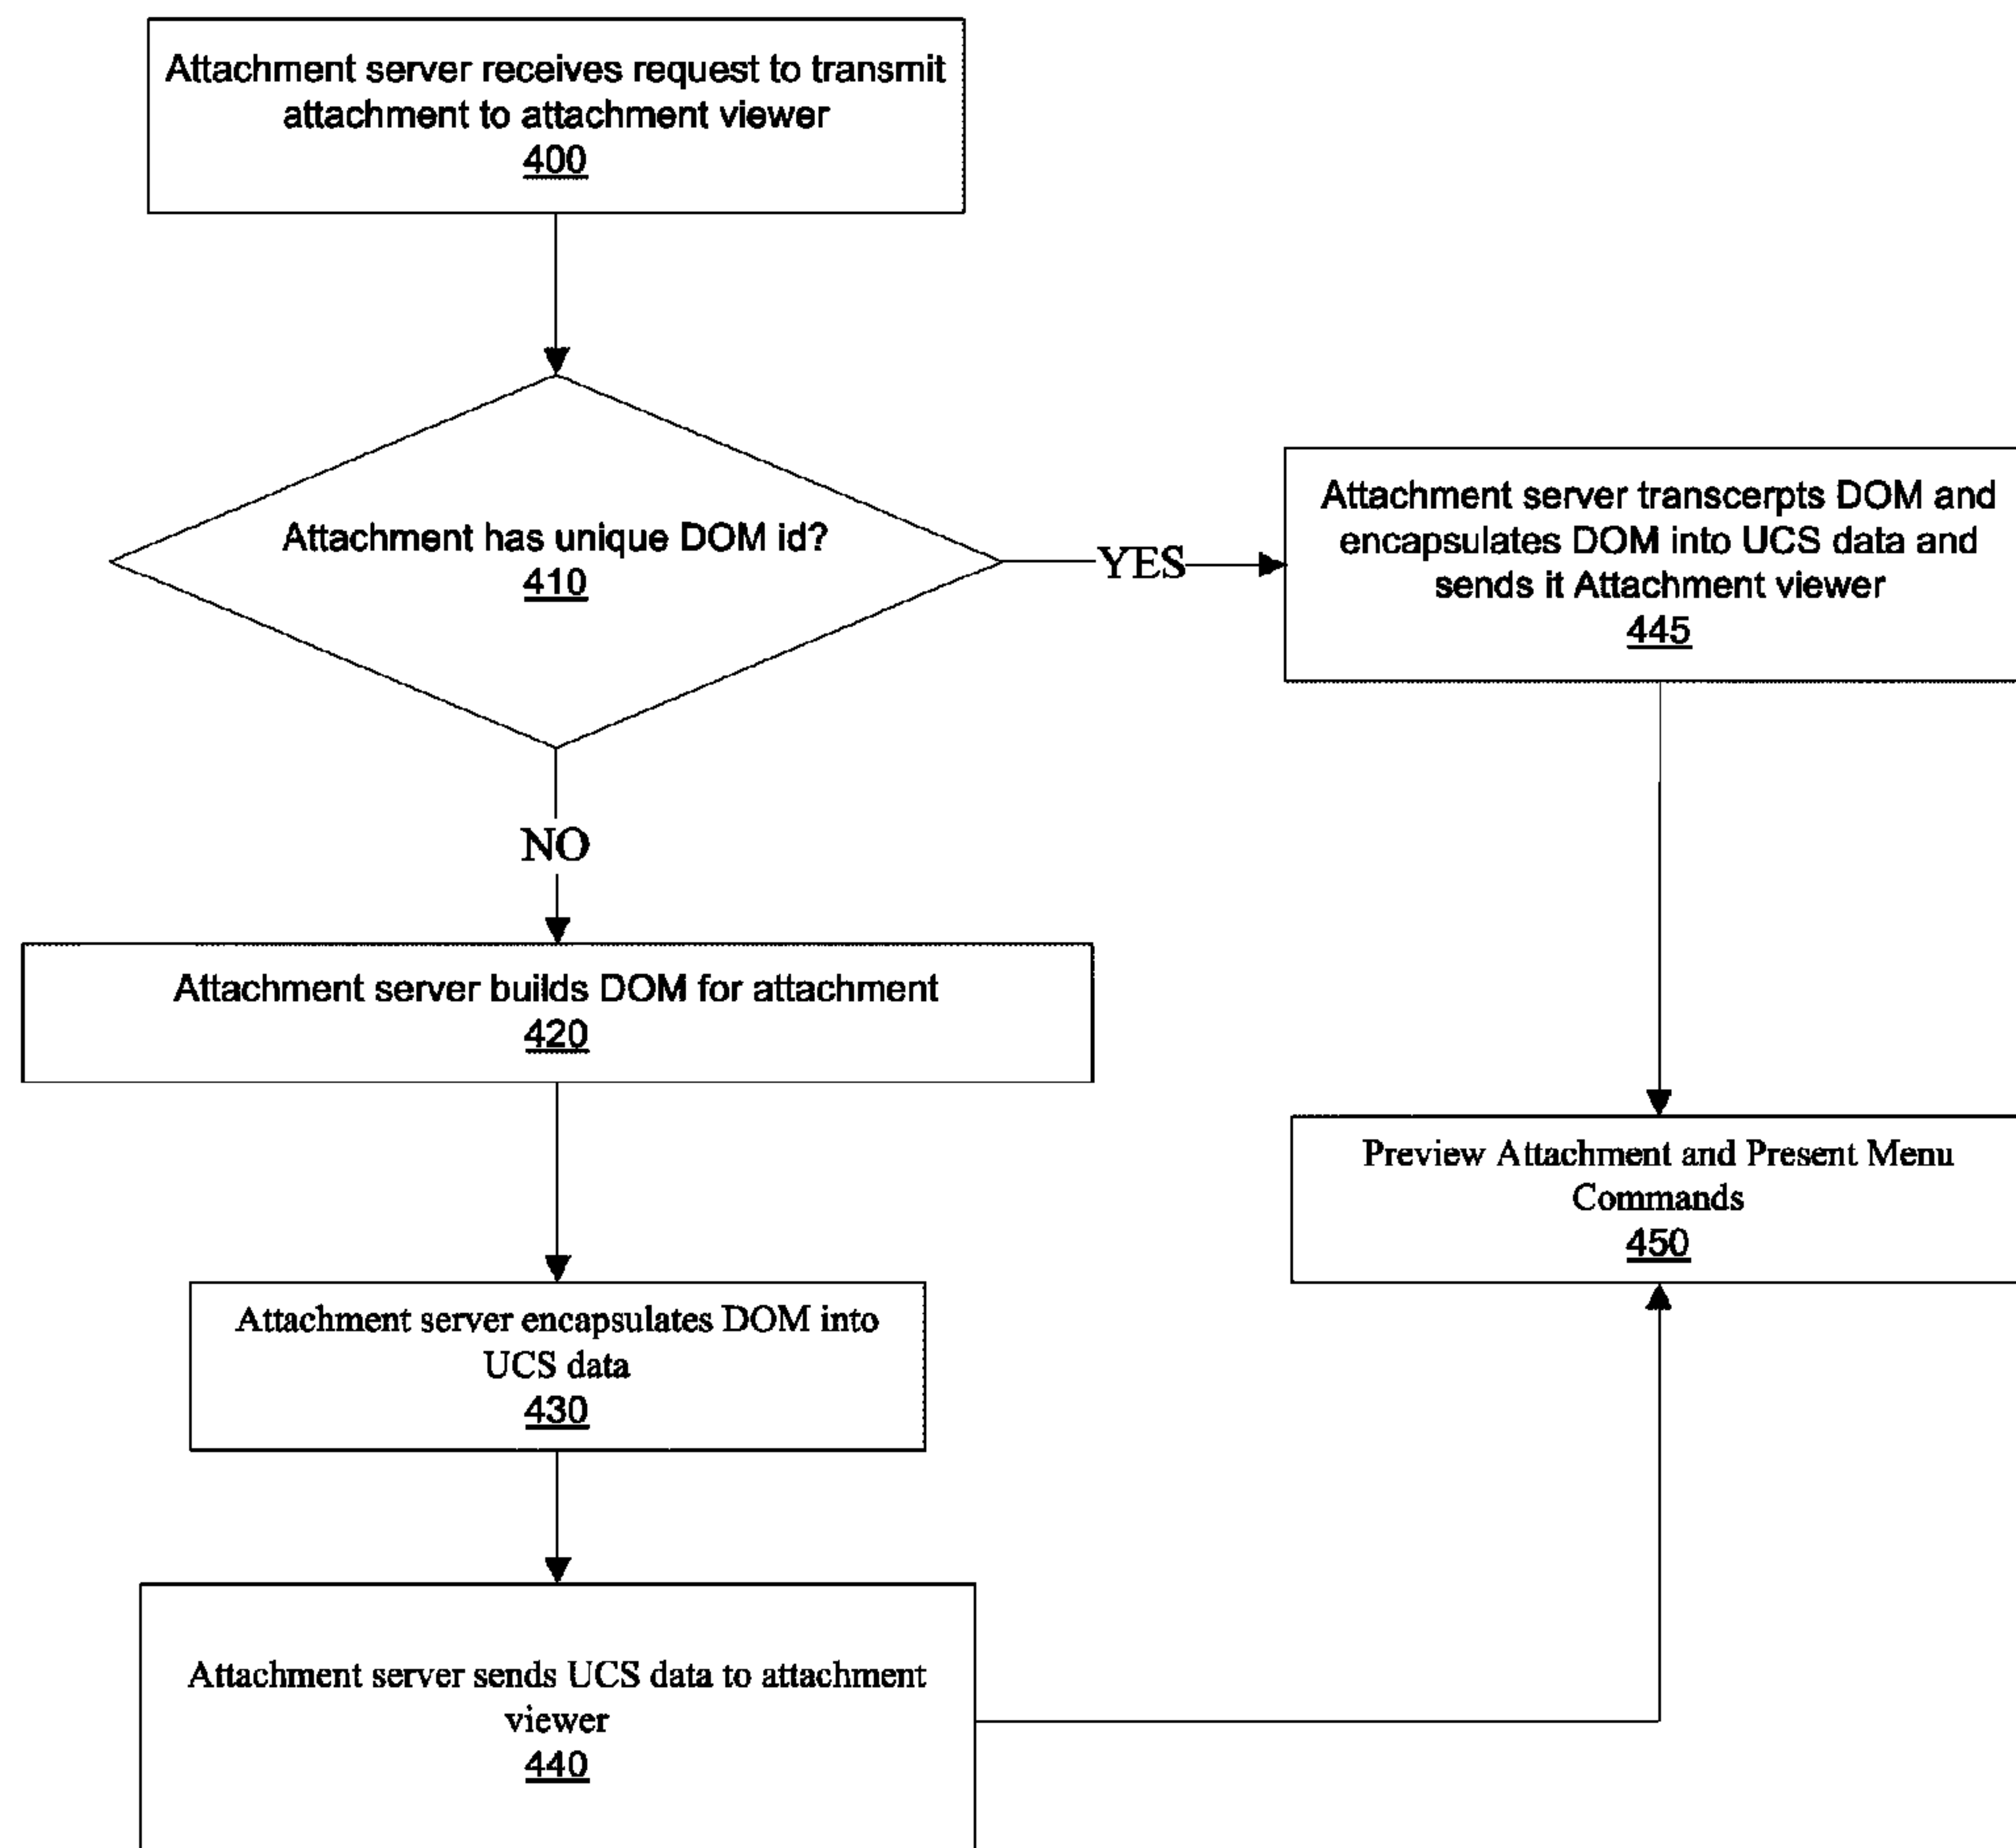 Attachment server receives request to transmit
attachment to attachment viewer
400
Attachment has unique DOM id?
410
YES
Attachment server transcerpts DOM and
encapsulates DOM into UCS data and
sends it Attachment viewer
445
NO
Attachment server builds DOM for attachment
420
Preview Attachment and Present Menu
Commands
450
Attachment server encapsulates DOM into
UCS data
430
Attachment server sends UCS data to attachment
viewer
440